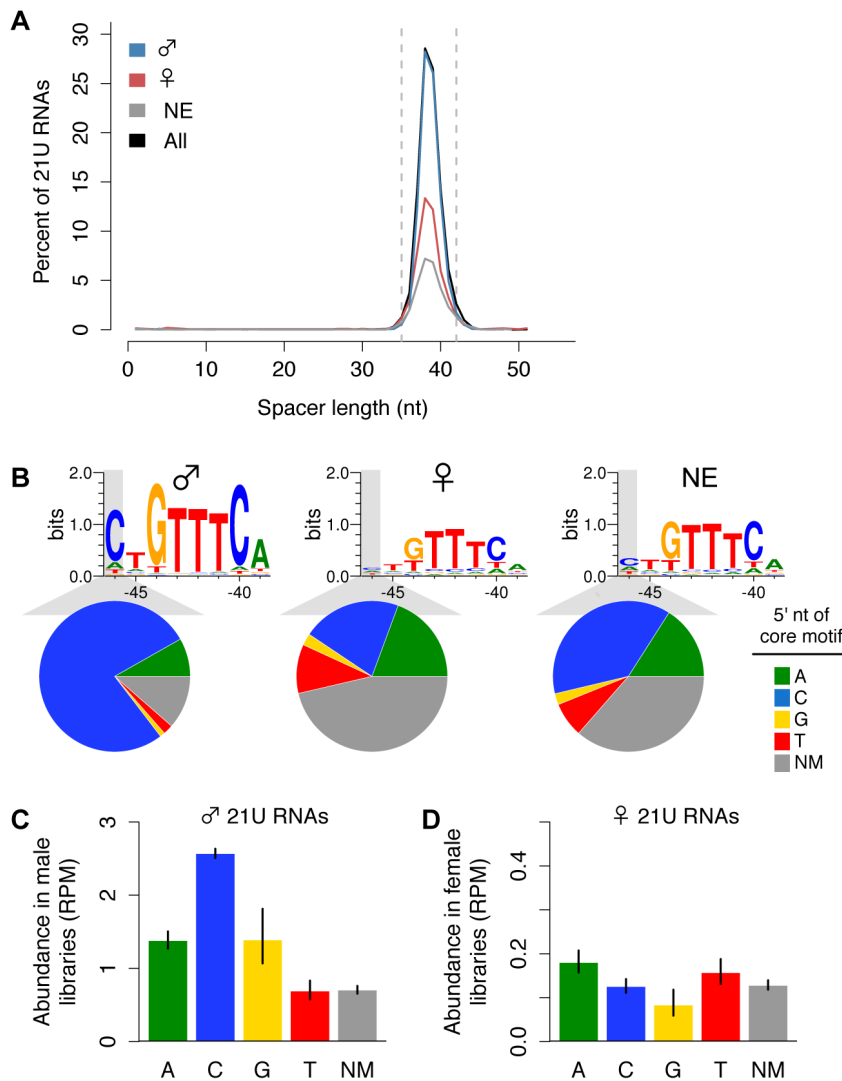 A
Percent of 21U RNAs
30
25
20
15
10
5
0
♂
♀
NE
All
0 10 20 30 40 50
Spacer length (nt)
B
♂ ♀ NE
2.0 2.0 2.0
bits bits bits
1.0 1.0 1.0
0.0 0.0 0.0
CTGTTTCA GTTTCA CTTGTTTCA
-45 -40 -45 -40 -45 -40
5' nt of
core motif
A
C
G
T
NM
C
♂ 21U RNAs
Abundance in male
libraries (RPM)
3
2
1
0
A C G T NM
D
♀ 21U RNAs
Abundance in female
libraries (RPM)
0.4
0.2
0.0
A C G T NM